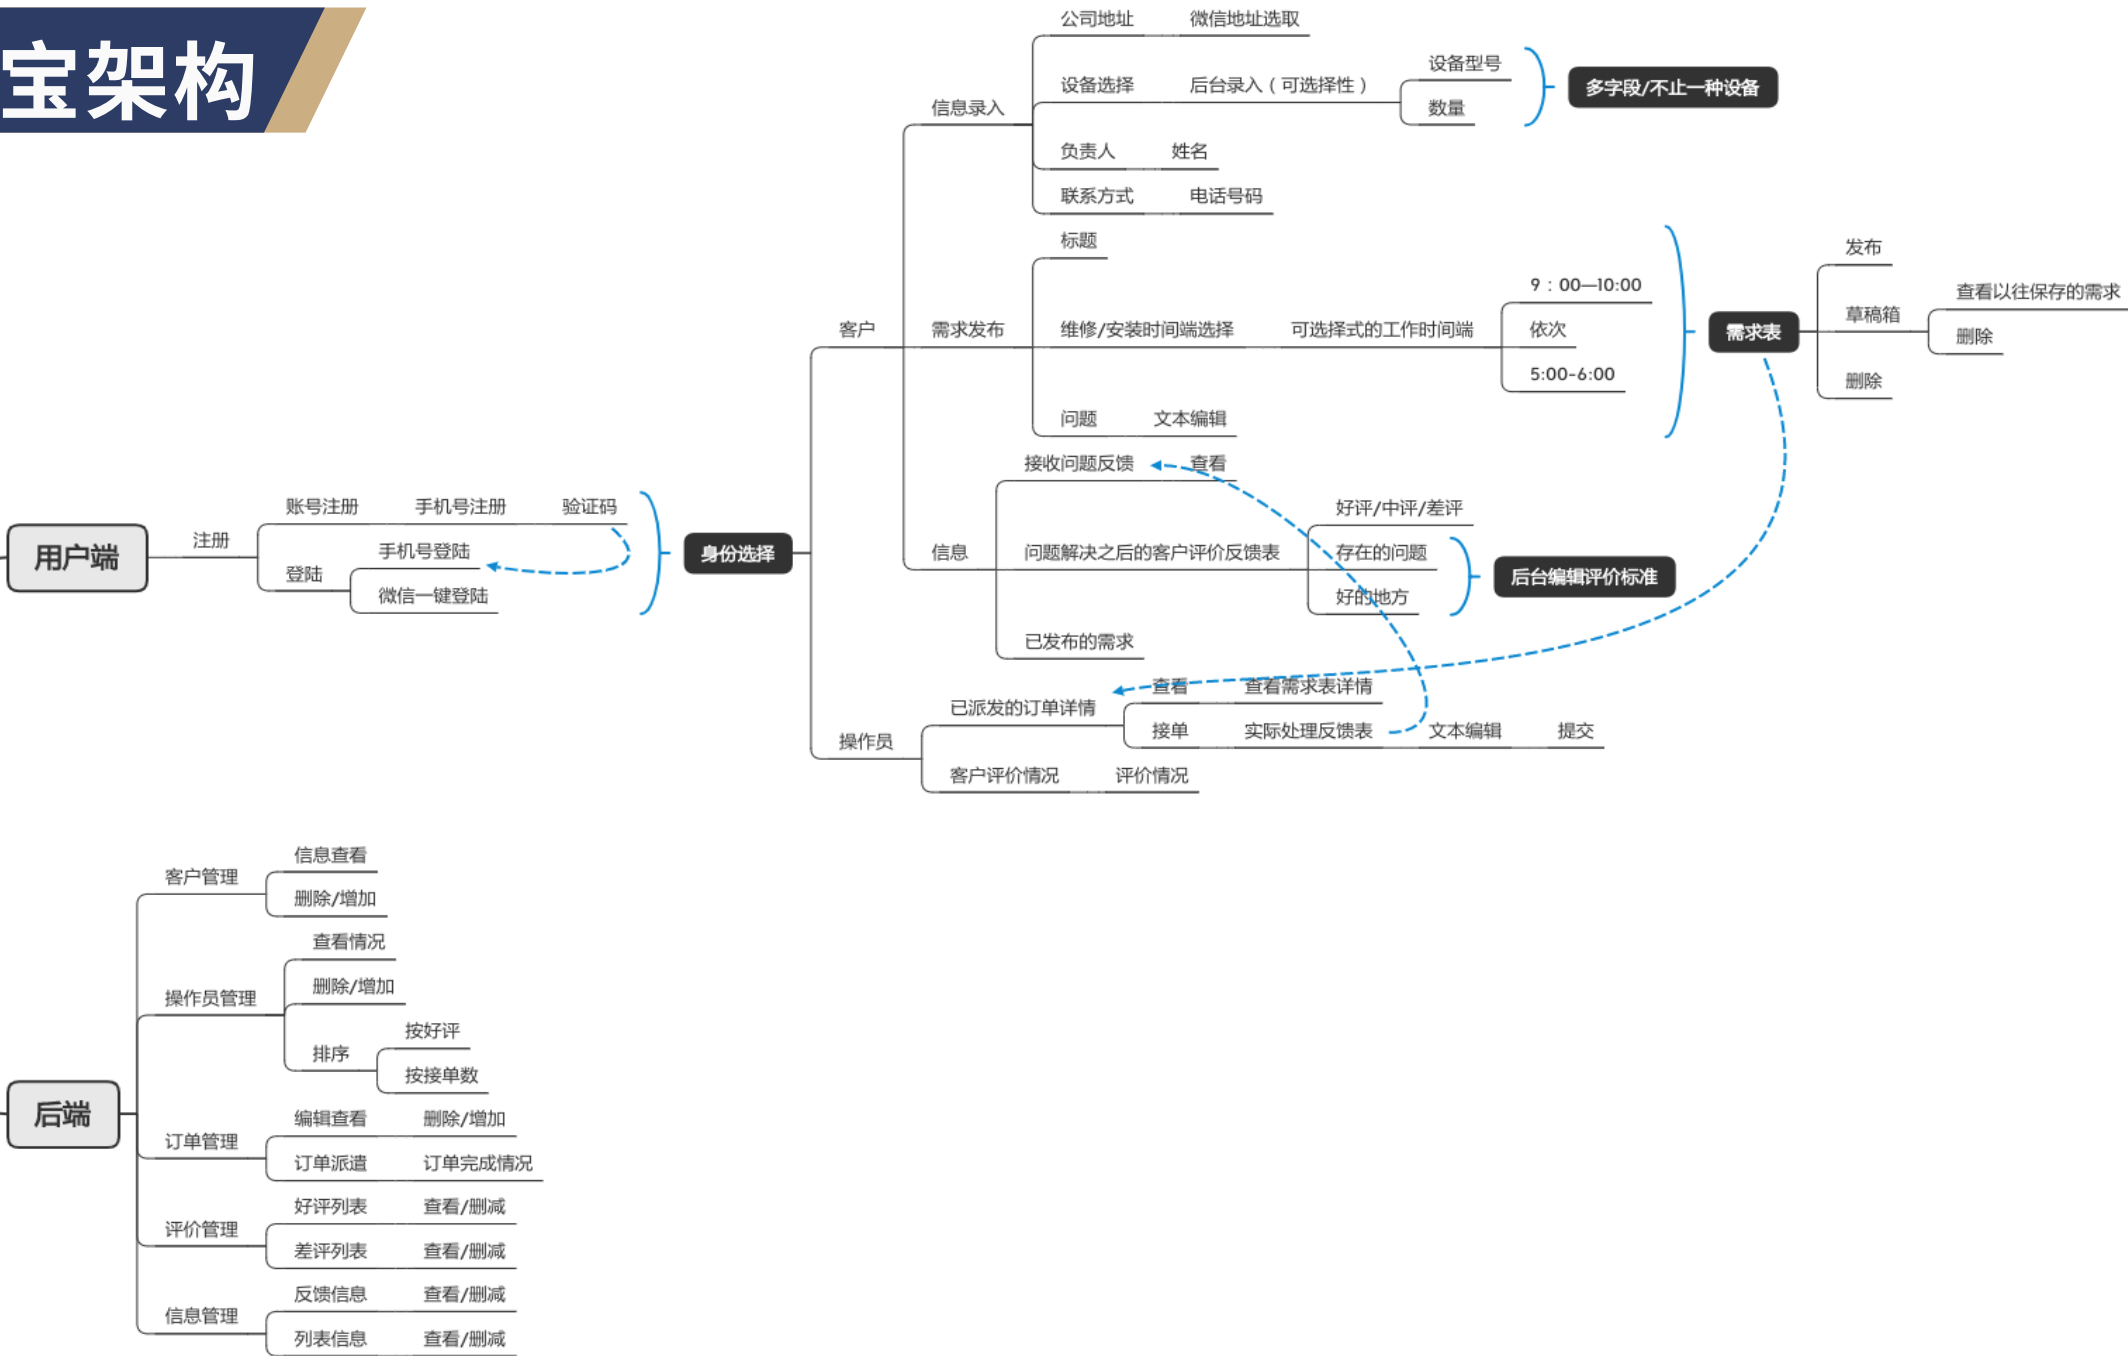 宝架构
公司地址 微信地址选取
设备选择 后台录入（可选择性） 设备型号
数量
多字段/不止一种设备
信息录入
负责人 姓名
联系方式 电话号码
标题
客户 需求发布 维修/安装时间端选择 可选择式的工作时间端
9：00—10:00
依次
5:00-6:00
问题 文本编辑
需求表
发布
草稿箱 查看以往保存的需求
删除
删除
接收问题反馈 查看
信息 问题解决之后的客户评价反馈表
好评/中评/差评
存在的问题
好的地方
后台编辑评价标准
已发布的需求
用户端 注册
账号注册 手机号注册 验证码
登陆 手机号登陆
微信一键登陆
身份选择
操作员 已派发的订单详情
查看 查看需求表详情
接单 实际处理反馈表 文本编辑 提交
客户评价情况 评价情况
后端
客户管理 信息查看
删除/增加
操作员管理 查看情况
删除/增加
排序 按好评
按接单数
订单管理 编辑查看 删除/增加
订单派遣 订单完成情况
评价管理 好评列表 查看/删减
差评列表 查看/删减
信息管理 反馈信息 查看/删减
列表信息 查看/删减